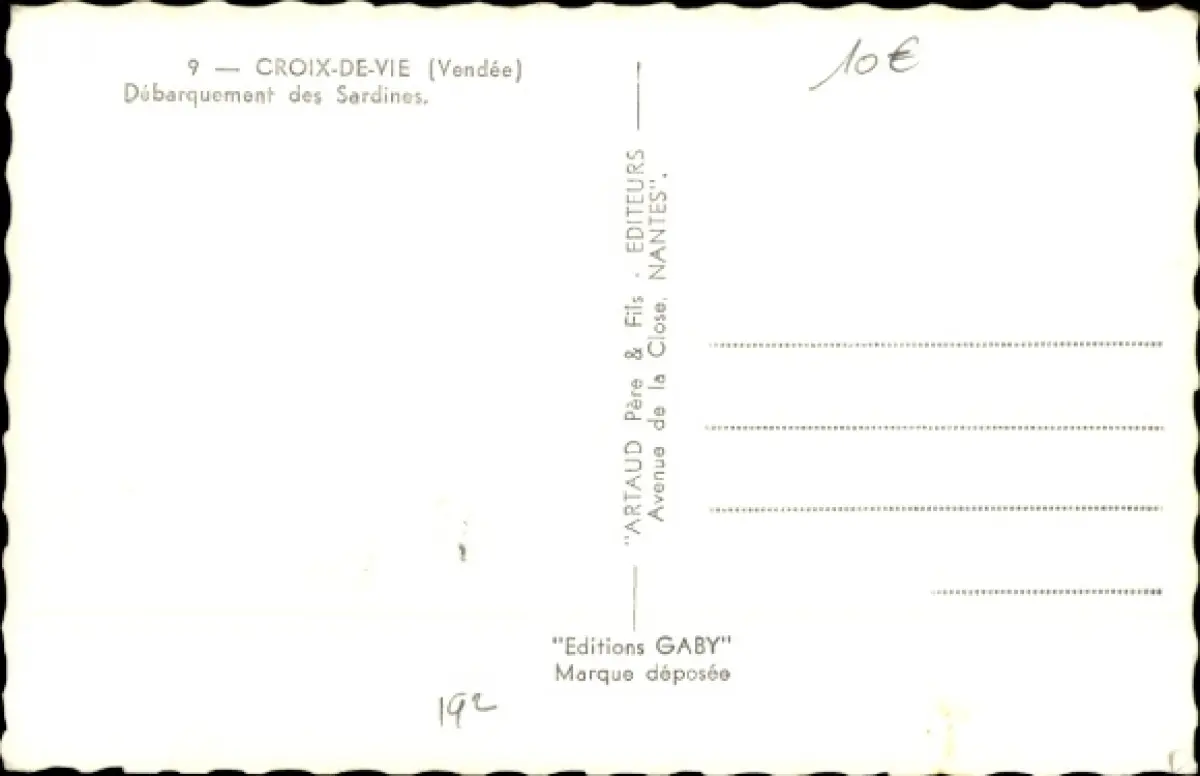 9 — CROIX-DE-VIE (Vendée)
Débarquement des Sardines.
10€
"ARTAUD Père & Fils - EDITEURS
Avenue de la Close, NANTES".
"Editions GABY"
Marque déposée
192